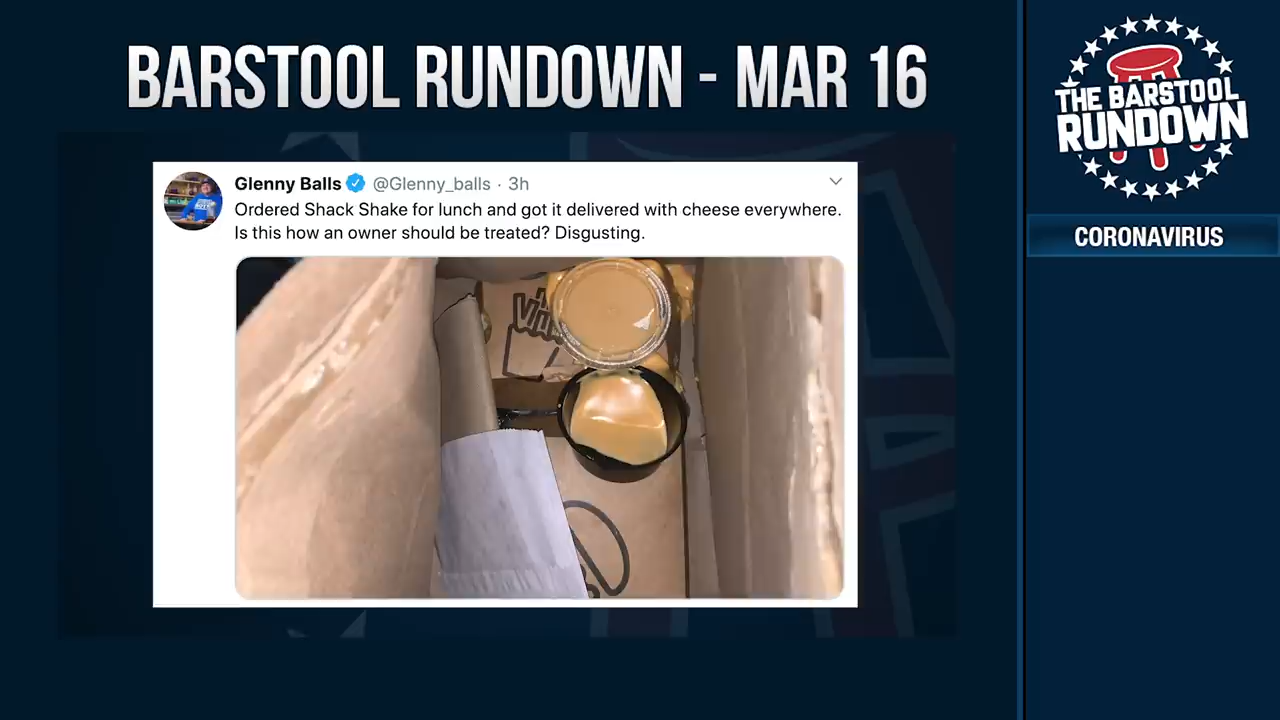 BARSTOOL RUNDOWN - MAR 16
THE BARSTOOL
RUNDOWN
CORONAVIRUS
Glenny Balls @Glenny_balls · 3h
Ordered Shack Shake for lunch and got it delivered with cheese everywhere.
Is this how an owner should be treated? Disgusting.